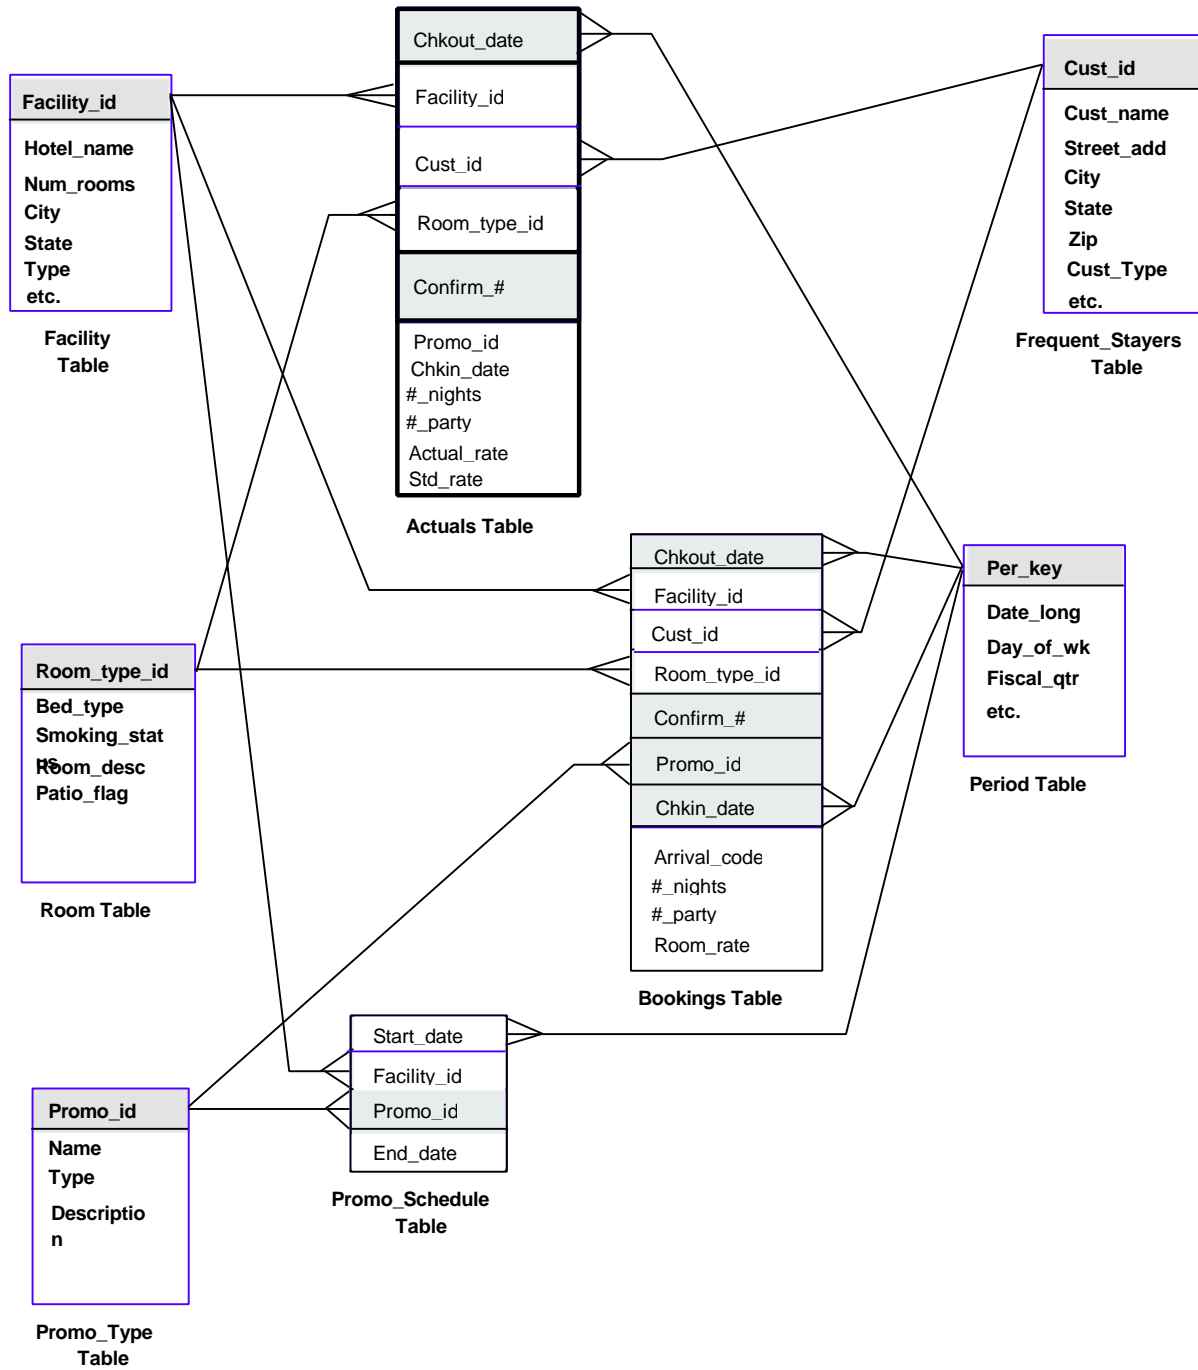 Facility_id
Hotel_name
Num_rooms
City
State
Type
etc.
Facility
Table
Chkout_date
Facility_id
Cust_id
Room_type_id
Confirm_#
Promo_id
Chkin_date
#_nights
#_party
Actual_rate
Std_rate
Actuals Table
Cust_id
Cust_name
Street_add
City
State
Zip
Cust_Type
etc.
Frequent_Stayers
Table
Room_type_id
Bed_type
Smoking_stat
us
Room_desc
Patio_flag
Room Table
Chkout_date
Facility_id
Cust_id
Room_type_id
Confirm_#
Promo_id
Chkin_date
Arrival_code
#_nights
#_party
Room_rate
Bookings Table
Per_key
Date_long
Day_of_wk
Fiscal_qtr
etc.
Period Table
Promo_id
Name
Type
Descriptio
n
Promo_Type
Table
Start_date
Facility_id
Promo_id
End_date
Promo_Schedule
Table